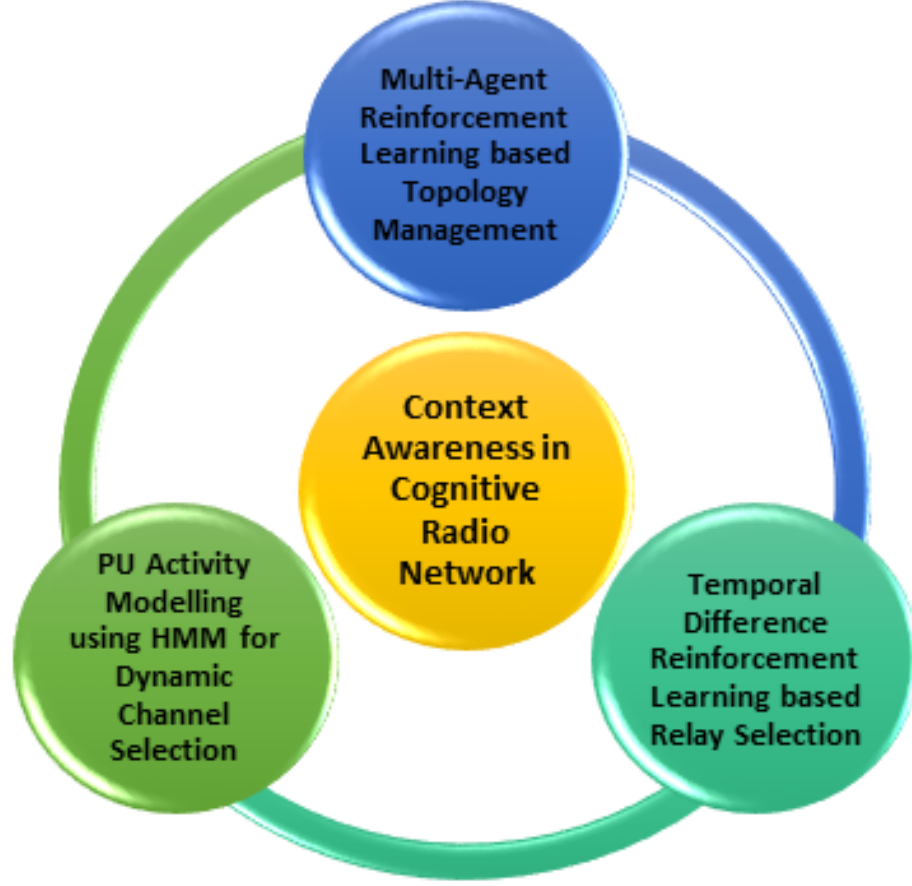 Multi-Agent
Reinforcement
Learning based
Topology
Management
Context
Awareness in
Cognitive
Radio
Network
PU Activity
Modelling
using HMM for
Dynamic
Channel
Selection
Temporal
Difference
Reinforcement
Learning based
Relay Selection